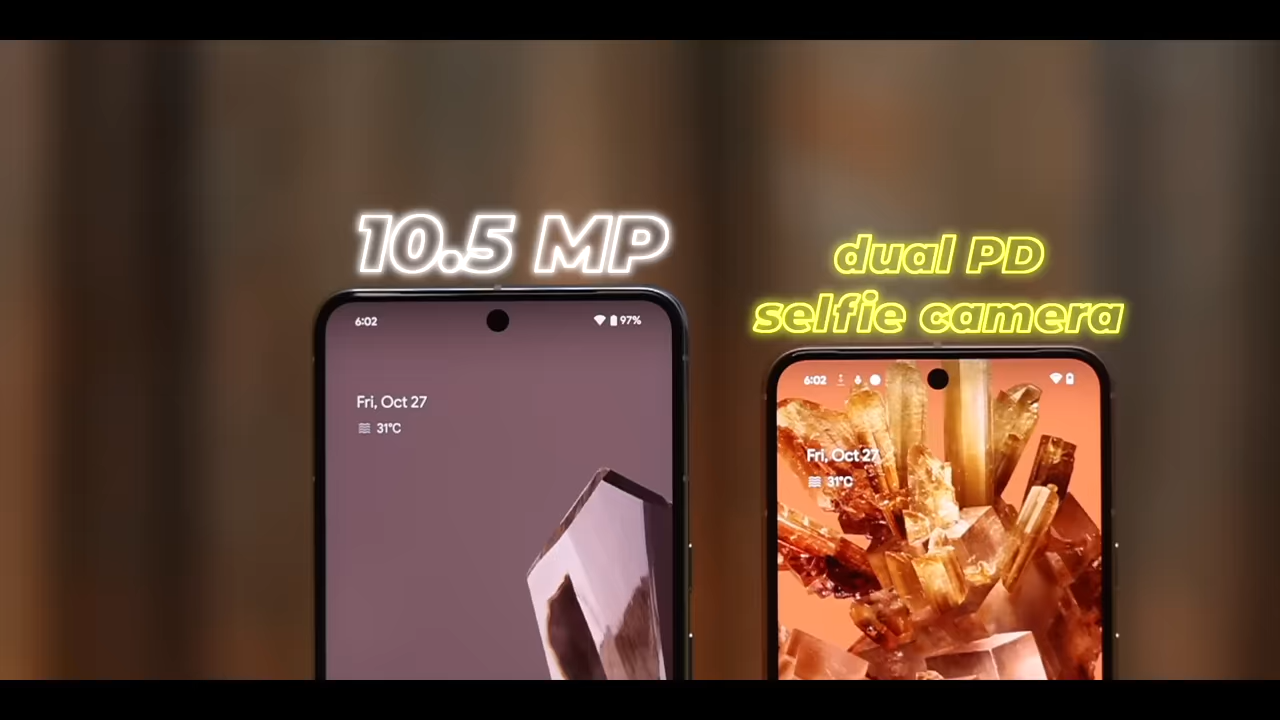 10.5 MP
dual PD
selfie camera
6:02
97%
Fri, Oct 27
31°C
6:02
Fri, Oct 27
31°C